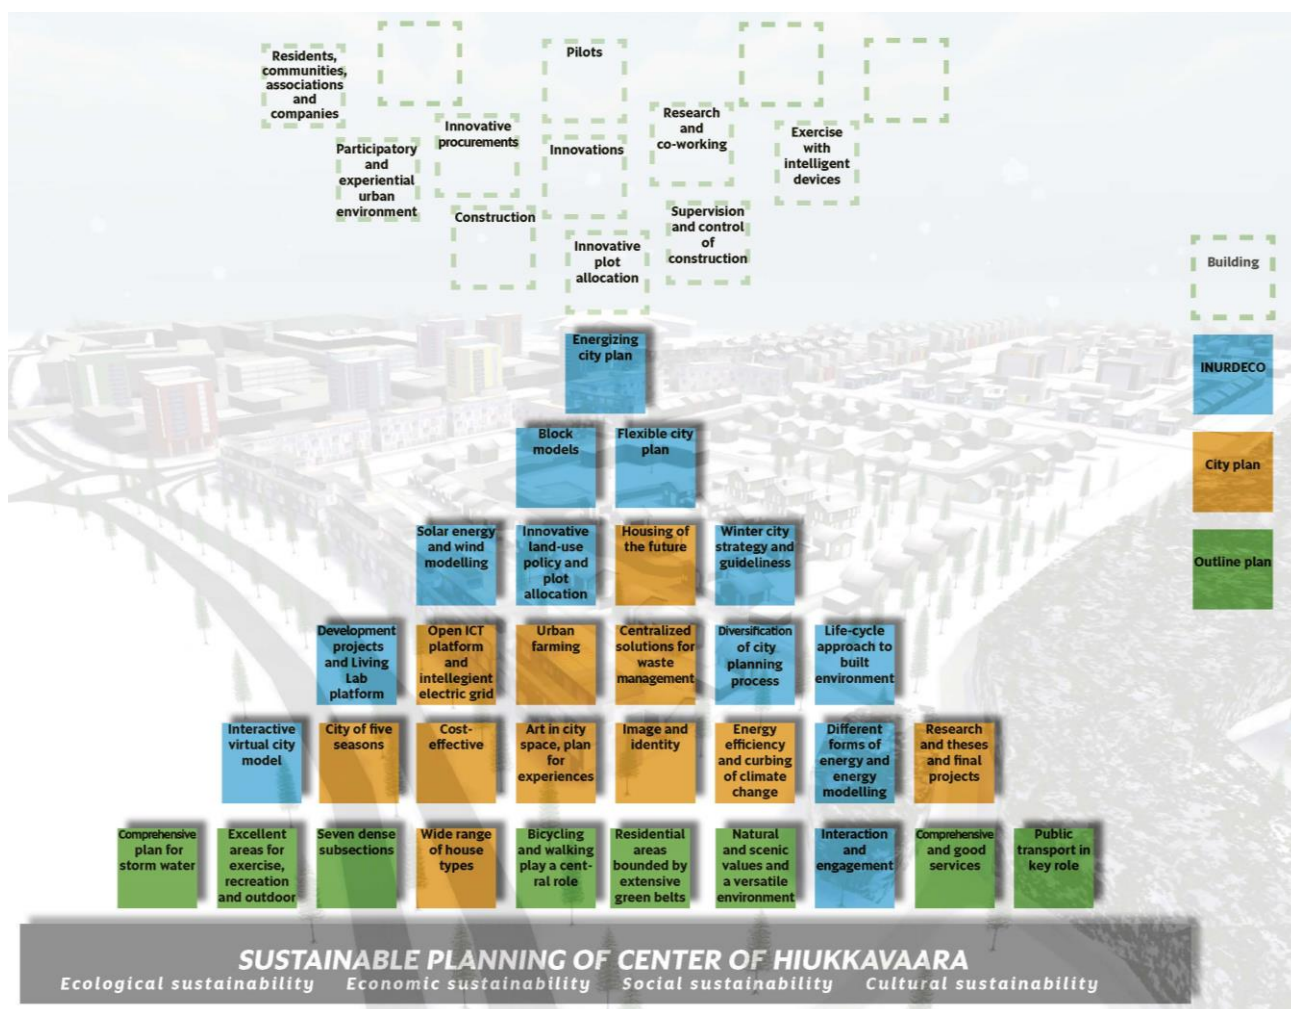 Residents,
communities,
associations
and
companies
Pilots
Innovative
procurements
Research
and
co-working
Exercise
with
intelligent
devices
Participatory
and
experiential
urban
environment
Innovations
Construction
Supervision
and control
of
construction
Innovative
plot
allocation
Building
INURDECO
City plan
Outline plan
Energizing
city plan
Block
models
Flexible city
plan
Solar energy
and wind
modelling
Innovative
land-use
policy and
plot
allocation
Housing of
the future
Winter city
strategy and
guideliness
Development
projects
and Living
Lab
platform
Open ICT
platform
and
intellegient
electric grid
Urban
farming
Centralized
solutions for
waste
management
Diversification
of city
planning
process
Life-cycle
approach to
built
environment
Interactive
virtual city
model
City of five
seasons
Cost-
effective
Art in city
space, plan
for
experiences
Image and
identity
Energy
efficiency
and curbing
of climate
change
Different
forms of
energy and
energy
modelling
Research
and theses
and final
projects
Comprehensive
plan for
storm water
Excellent
areas for
exercise,
recreation
and outdoor
Seven dense
subsections
Wide range
of house
types
Bicycling
and walking
play a cent-
ral role
Residential
areas
bounded by
extensive
green belts
Natural
and scenic
values and
a versatile
environment
Interaction
and
engagement
Comprehensive
and good
services
Public
transport in
key role
SUSTAINABLE PLANNING OF CENTER OF HIUKKAVAARA
Ecological sustainability Economic sustainability Social sustainability Cultural sustainability